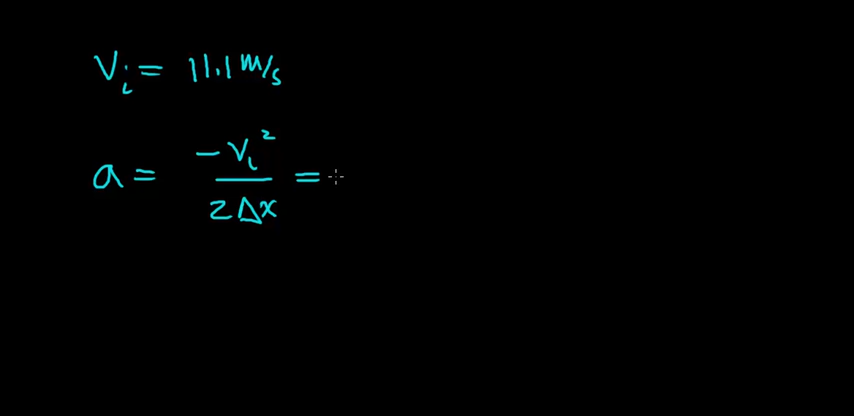 Vᵢ = 11.1 m/s
a = -vᵢ² / 2Δx =